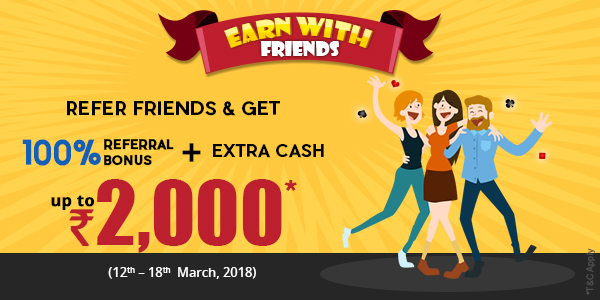 EARN WITH
FRIENDS
REFER FRIENDS & GET
100% REFERRAL BONUS + EXTRA CASH
up to ₹2,000*
(12th – 18th March, 2018)
*T&C Apply